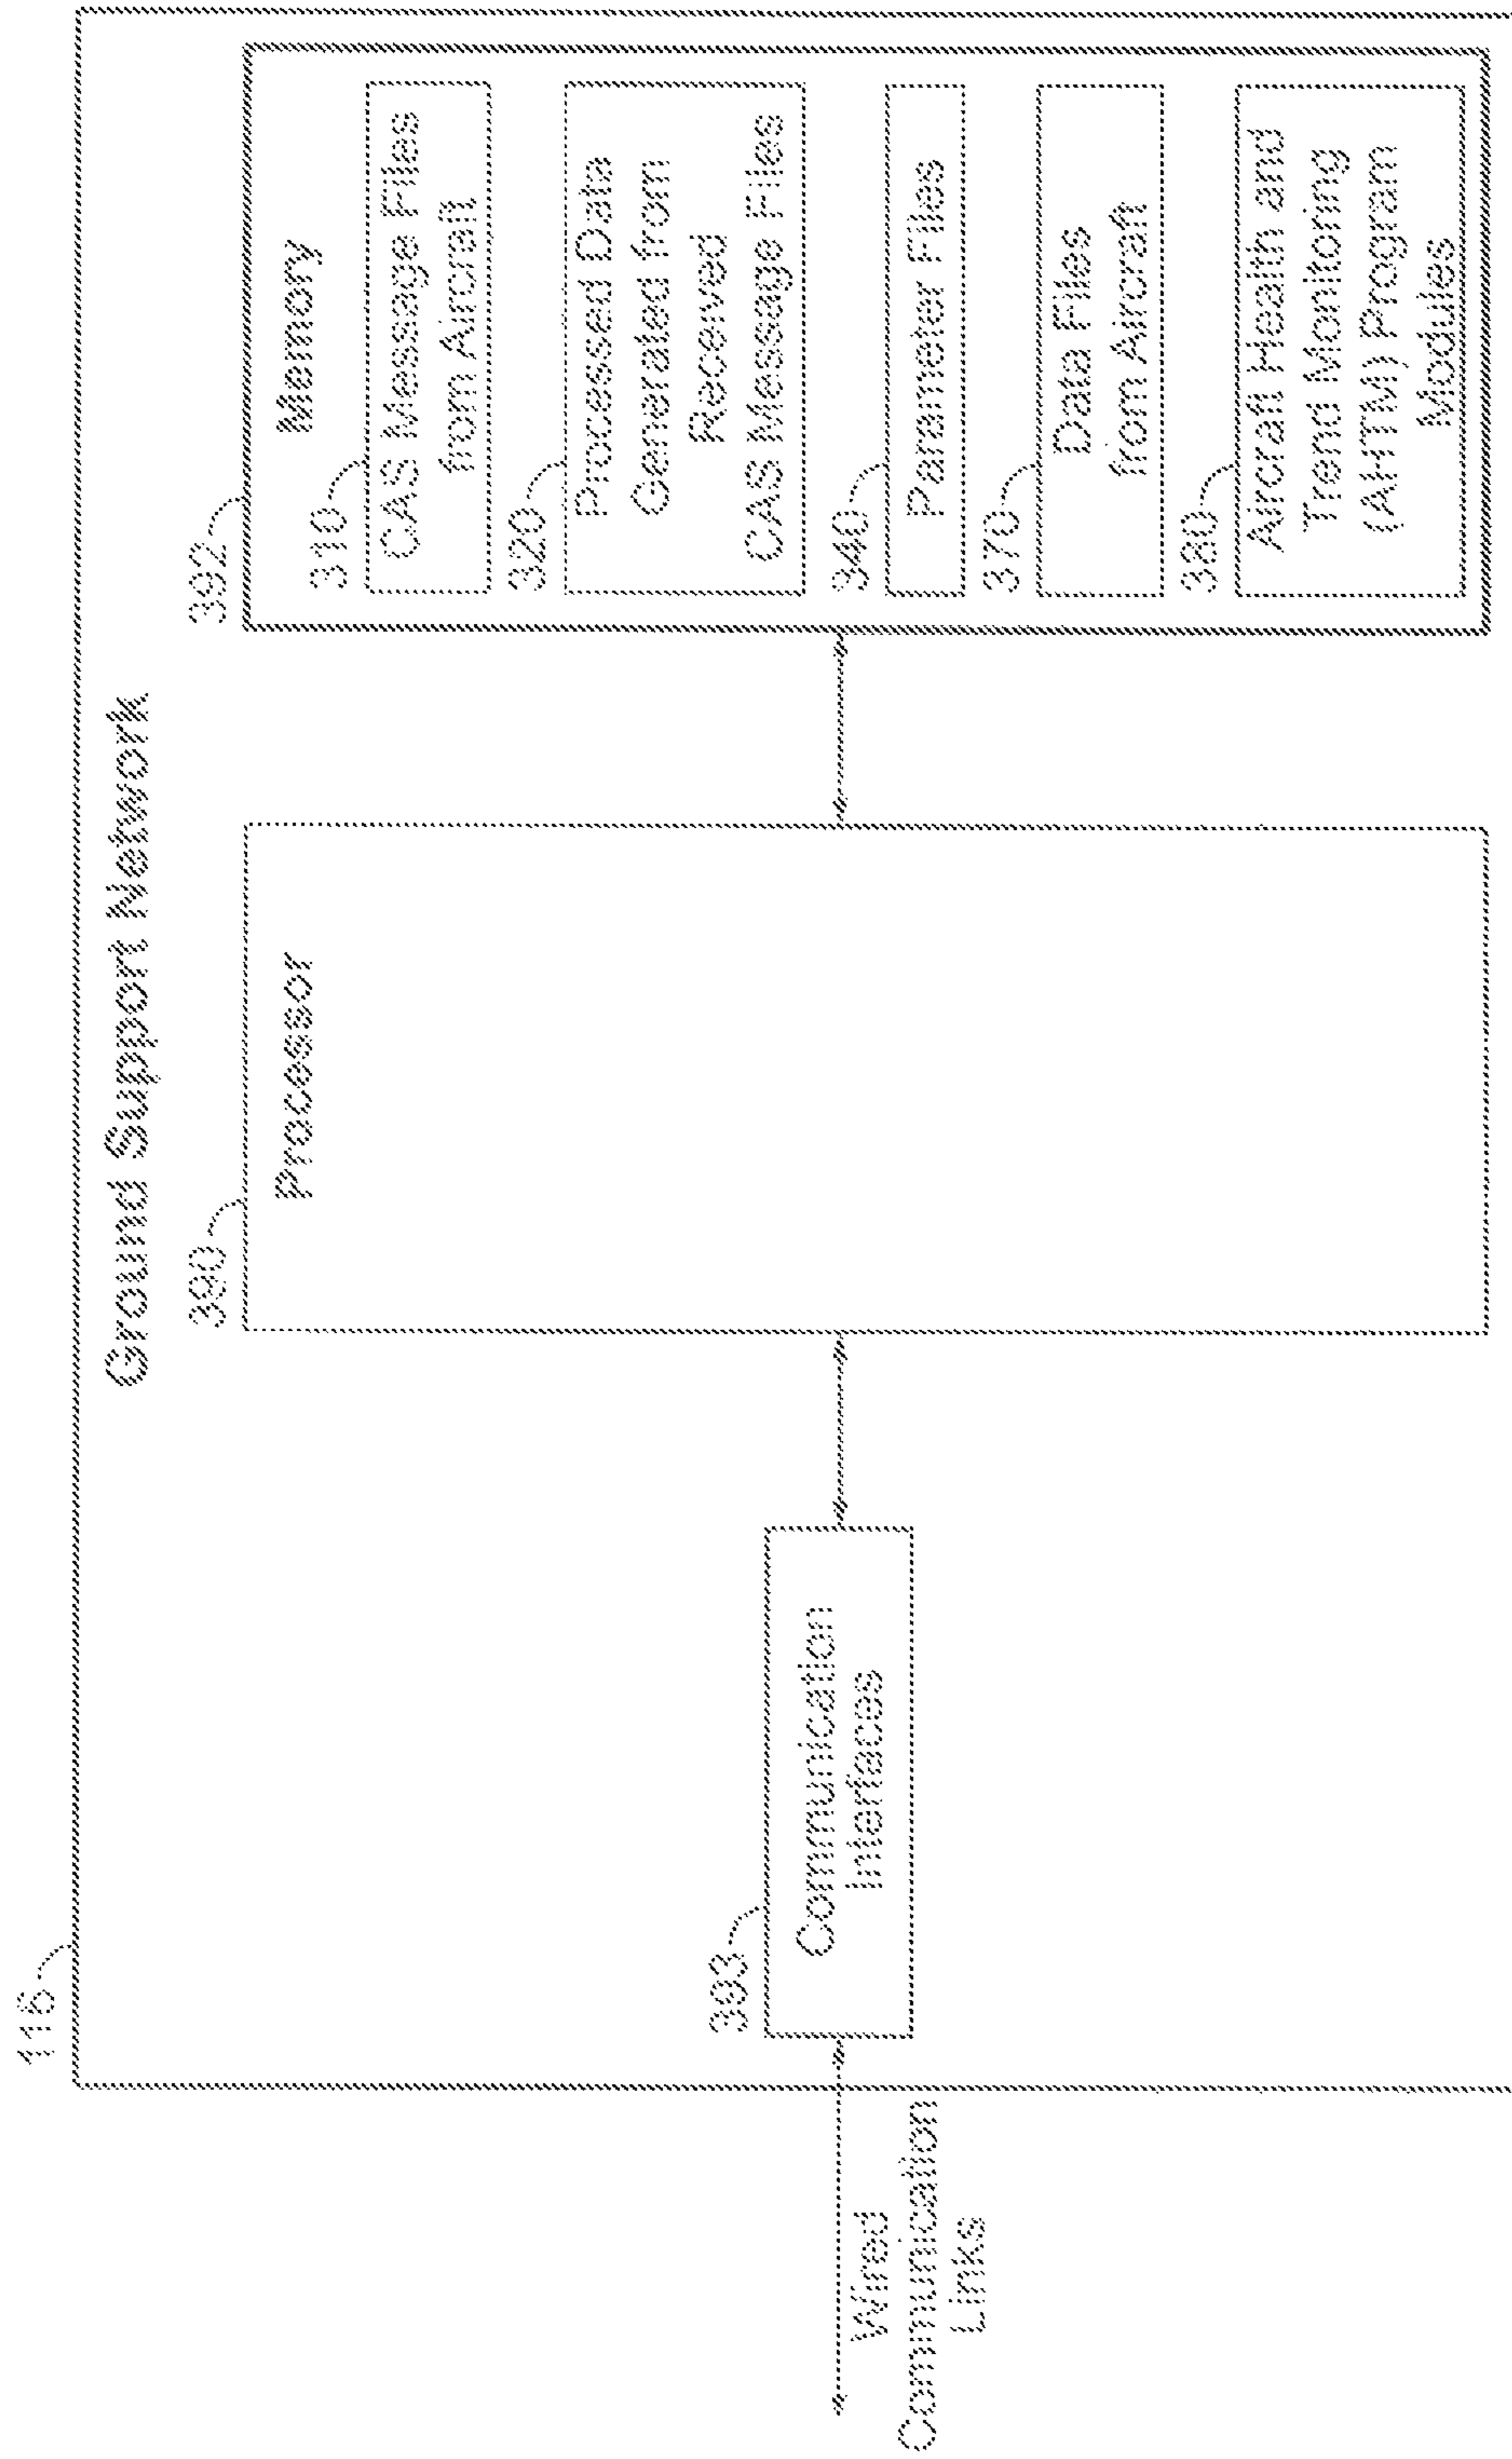 116
Ground Support Network
Wired
Communication
Links
393
Communication
Interfaces
390
Processor
392
Memory
310
CAS Message Files
from Aircraft
320
Processed Data
Generated from
Received
CAS Message Files
340
Parameter Files
370
Data Files
from Aircraft
380
Aircraft Health and
Trend Monitoring
(AHTM) Program
Modules